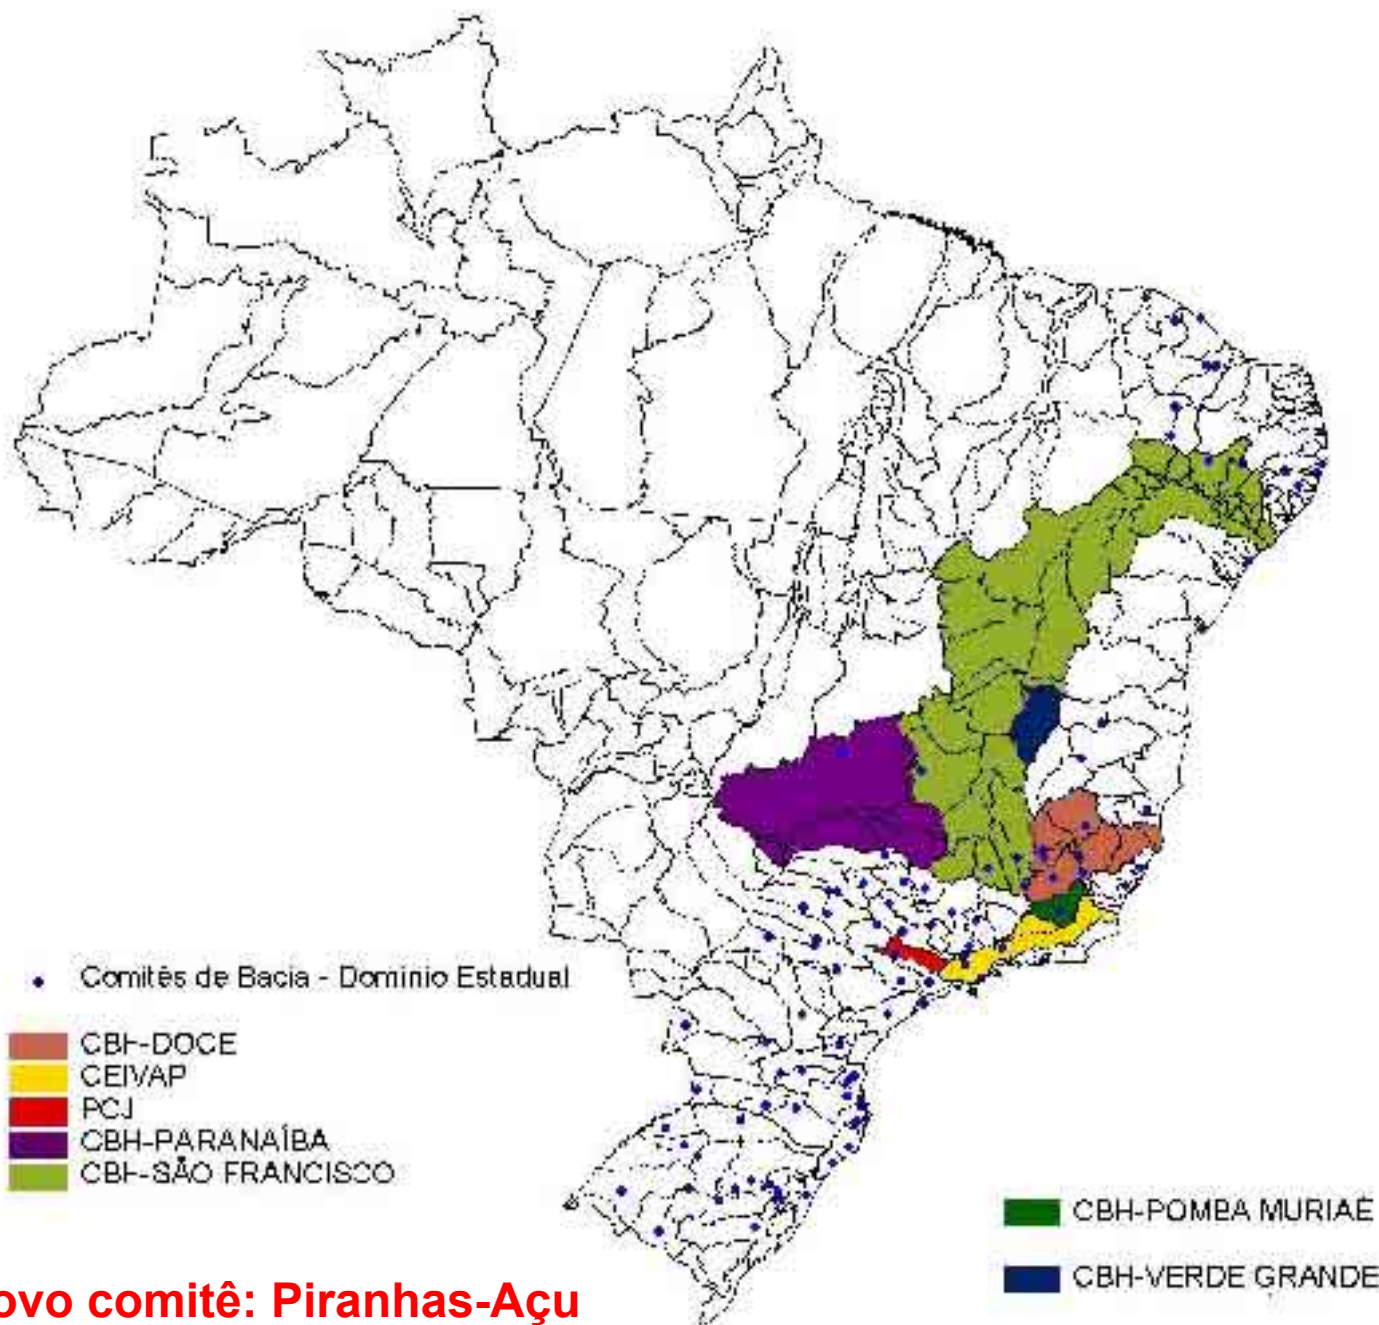 Comitês de Bacia - Domínio Estadual
CBH-DOCE
CEIVAP
PCJ
CBH-PARANAÍBA
CBH-SÃO FRANCISCO
CBH-POMBA MURIAÉ
CBH-VERDE GRANDE
ovo comitê: Piranhas-Açu